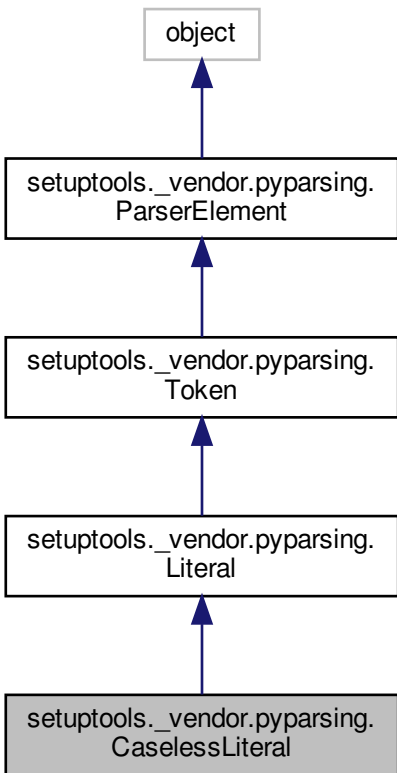 object
setuptools._vendor.pyparsing.
ParserElement
setuptools._vendor.pyparsing.
Token
setuptools._vendor.pyparsing.
Literal
setuptools._vendor.pyparsing.
CaselessLiteral